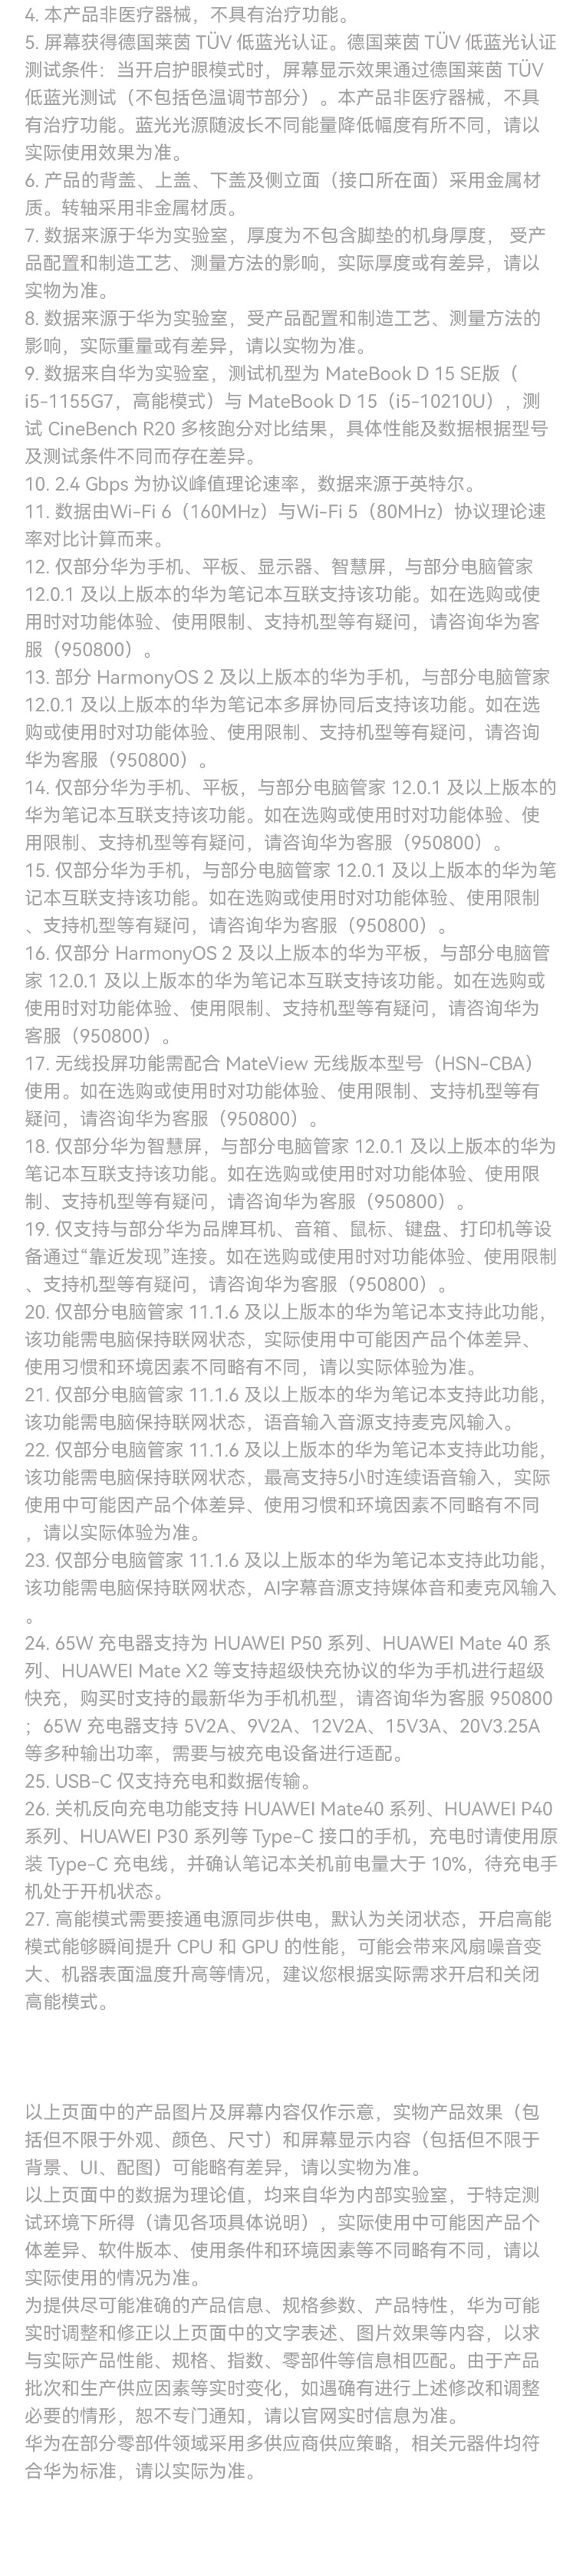 4. 本产品非医疗器械，不具有治疗功能。
5. 屏幕获得德国莱茵 TÜV 低蓝光认证。德国莱茵 TÜV 低蓝光认证
测试条件：当开启护眼模式时，屏幕显示效果通过德国莱茵 TÜV
低蓝光测试（不包括色温调节部分）。本产品非医疗器械，不具
有治疗功能。蓝光光源随波长不同能量降低幅度有所不同，请以
实际使用效果为准。
6. 产品的背盖、上盖、下盖及侧立面（接口所在面）采用金属材
质。转轴采用非金属材质。
7. 数据来源于华为实验室，厚度为不包含脚垫的机身厚度， 受产
品配置和制造工艺、测量方法的影响，实际厚度或有差异，请以
实物为准。
8. 数据来源于华为实验室，受产品配置和制造工艺、测量方法的
影响，实际重量或有差异，请以实物为准。
9. 数据来自华为实验室，测试机型为 MateBook D 15 SE版（
i5-1155G7，高能模式）与 MateBook D 15（i5-10210U），测
试 CineBench R20 多核跑分对比结果，具体性能及数据根据型号
及测试条件不同而存在差异。
10. 2.4 Gbps 为协议峰值理论速率，数据来源于英特尔。
11. 数据由Wi-Fi 6（160MHz）与Wi-Fi 5（80MHz）协议理论速
率对比计算而来。
12. 仅部分华为手机、平板、显示器、智慧屏，与部分电脑管家
12.0.1 及以上版本的华为笔记本互联支持该功能。如在选购或使
用时对功能体验、使用限制、支持机型等有疑问，请咨询华为客
服（950800）。
13. 部分 HarmonyOS 2 及以上版本的华为手机，与部分电脑管家
12.0.1 及以上版本的华为笔记本多屏协同后支持该功能。如在选
购或使用时对功能体验、使用限制、支持机型等有疑问，请咨询
华为客服（950800）。
14. 仅部分华为手机、平板，与部分电脑管家 12.0.1 及以上版本的
华为笔记本互联支持该功能。如在选购或使用时对功能体验、使
用限制、支持机型等有疑问，请咨询华为客服（950800）。
15. 仅部分华为手机，与部分电脑管家 12.0.1 及以上版本的华为笔
记本互联支持该功能。如在选购或使用时对功能体验、使用限制
、支持机型等有疑问，请咨询华为客服（950800）。
16. 仅部分 HarmonyOS 2 及以上版本的华为平板，与部分电脑管
家 12.0.1 及以上版本的华为笔记本互联支持该功能。如在选购或
使用时对功能体验、使用限制、支持机型等有疑问，请咨询华为
客服（950800）。
17. 无线投屏功能需配合 MateView 无线版本型号（HSN-CBA）
使用。如在选购或使用时对功能体验、使用限制、支持机型等有
疑问，请咨询华为客服（950800）。
18. 仅部分华为智慧屏，与部分电脑管家 12.0.1 及以上版本的华为
笔记本互联支持该功能。如在选购或使用时对功能体验、使用限
制、支持机型等有疑问，请咨询华为客服（950800）。
19. 仅支持与部分华为品牌耳机、音箱、鼠标、键盘、打印机等设
备通过“靠近发现”连接。如在选购或使用时对功能体验、使用限制
、支持机型等有疑问，请咨询华为客服（950800）。
20. 仅部分电脑管家 11.1.6 及以上版本的华为笔记本支持此功能，
该功能需电脑保持联网状态，实际使用中可能因产品个体差异、
使用习惯和环境因素不同略有不同，请以实际体验为准。
21. 仅部分电脑管家 11.1.6 及以上版本的华为笔记本支持此功能，
该功能需电脑保持联网状态，语音输入音源支持麦克风输入。
22. 仅部分电脑管家 11.1.6 及以上版本的华为笔记本支持此功能，
该功能需电脑保持联网状态，最高支持5小时连续语音输入，实际
使用中可能因产品个体差异、使用习惯和环境因素不同略有不同
，请以实际体验为准。
23. 仅部分电脑管家 11.1.6 及以上版本的华为笔记本支持此功能，
该功能需电脑保持联网状态，AI字幕音源支持媒体音和麦克风输入
。
24. 65W 充电器支持为 HUAWEI P50 系列、HUAWEI Mate 40 系
列、HUAWEI Mate X2 等支持超级快充协议的华为手机进行超级
快充，购买时支持的最新华为手机机型，请咨询华为客服 950800
；65W 充电器支持 5V2A、9V2A、12V2A、15V3A、20V3.25A
等多种输出功率，需要与被充电设备进行适配。
25. USB-C 仅支持充电和数据传输。
26. 关机反向充电功能支持 HUAWEI Mate40 系列、HUAWEI P40
系列、HUAWEI P30 系列等 Type-C 接口的手机，充电时请使用原
装 Type-C 充电线，并确认笔记本关机前电量大于 10%，待充电手
机处于开机状态。
27. 高能模式需要接通电源同步供电，默认为关闭状态，开启高能
模式能够瞬间提升 CPU 和 GPU 的性能，可能会带来风扇噪音变
大、机器表面温度升高等情况，建议您根据实际需求开启和关闭
高能模式。
以上页面中的产品图片及屏幕内容仅作示意，实物产品效果（包
括但不限于外观、颜色、尺寸）和屏幕显示内容（包括但不限于
背景、UI、配图）可能略有差异，请以实物为准。
以上页面中的数据为理论值，均来自华为内部实验室，于特定测
试环境下所得（请见各项具体说明），实际使用中可能因产品个
体差异、软件版本、使用条件和环境因素等不同略有不同，请以
实际使用的情况为准。
为提供尽可能准确的产品信息、规格参数、产品特性，华为可能
实时调整和修正以上页面中的文字表述、图片效果等内容，以求
与实际产品性能、规格、指数、零部件等信息相匹配。由于产品
批次和生产供应因素等实时变化，如遇确有进行上述修改和调整
必要的情形，恕不专门通知，请以官网实时信息为准。
华为在部分零部件领域采用多供应商供应策略，相关元器件均符
合华为标准，请以实际为准。